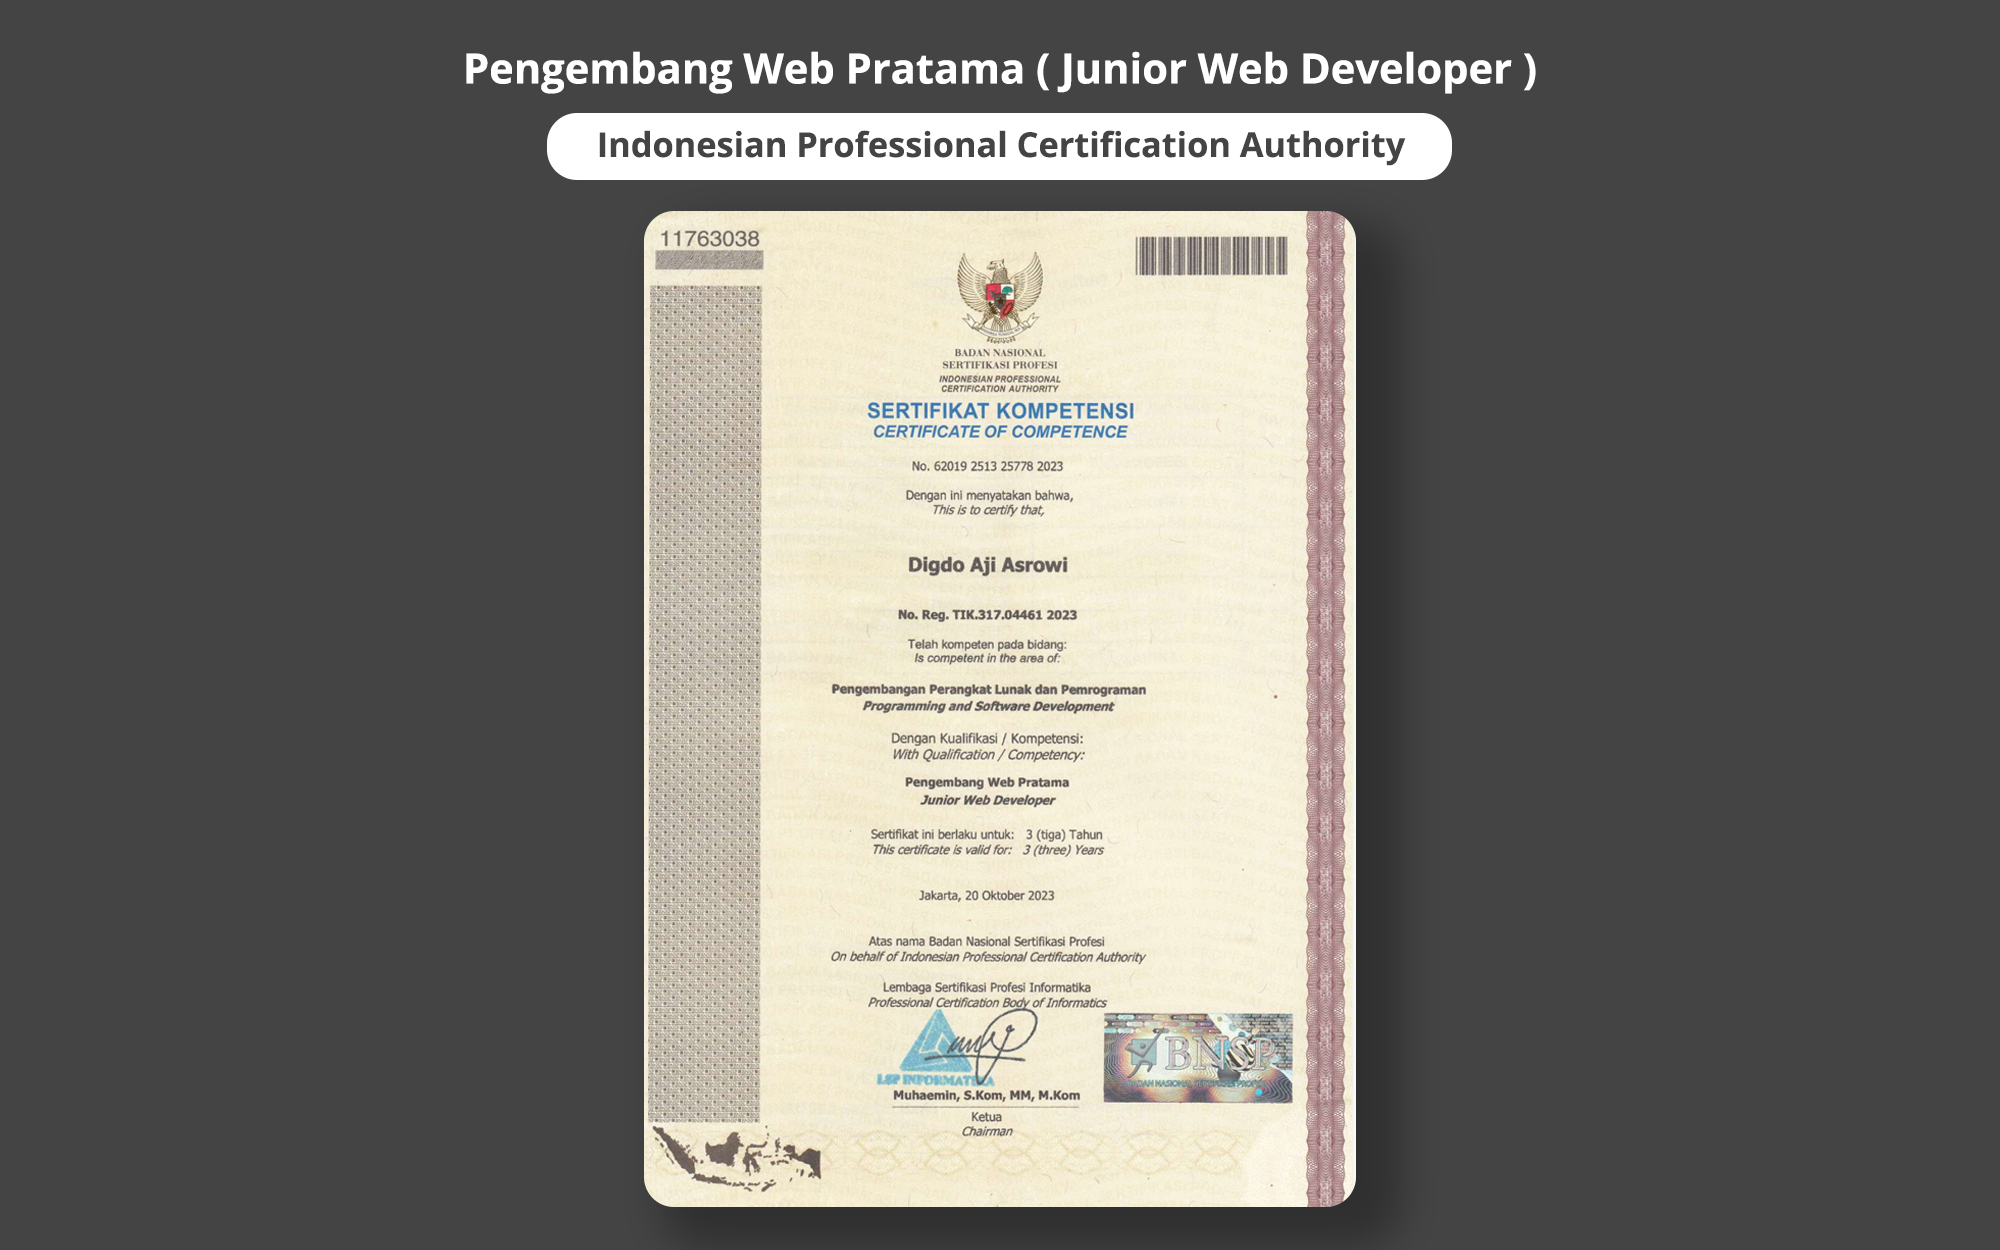 Pengembang Web Pratama ( Junior Web Developer )
Indonesian Professional Certification Authority
11763038
BADAN NASIONAL
SERTIFIKASI PROFESI
INDONESIAN PROFESSIONAL
CERTIFICATION AUTHORITY
SERTIFIKAT KOMPETENSI
CERTIFICATE OF COMPETENCE
No. 62019 2513 25778 2023
Dengan ini menyatakan bahwa,
This is to certify that,
Digdo Aji Asrowi
No. Reg. TIK.317.04461 2023
Telah kompeten pada bidang:
Is competent in the area of:
Pengembangan Perangkat Lunak dan Pemrograman
Programming and Software Development
Dengan Kualifikasi / Kompetensi:
With Qualification / Competency:
Pengembang Web Pratama
Junior Web Developer
Sertifikat ini berlaku untuk: 3 (tiga) Tahun
This certificate is valid for: 3 (three) Years
Jakarta, 20 Oktober 2023
Atas nama Badan Nasional Sertifikasi Profesi
On behalf of Indonesian Professional Certification Authority
Lembaga Sertifikasi Profesi Informatika
Professional Certification Body of Informatics
LSP INFORMATIKA
BNSP
Muhaemin, S.Kom, MM, M.Kom
Ketua
Chairman